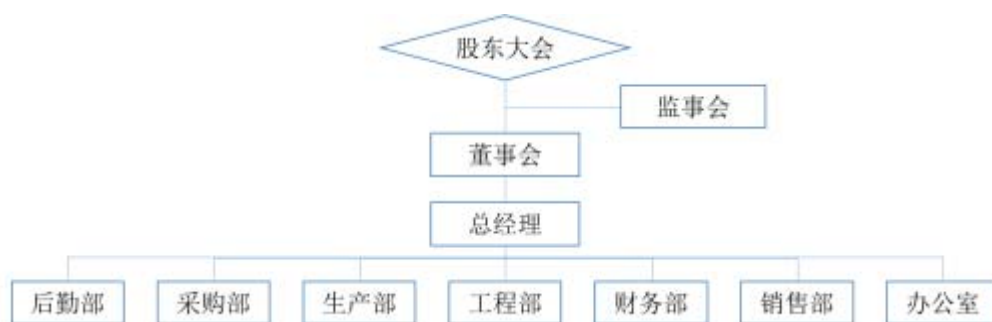 股东大会
监事会
董事会
总经理
后勤部 采购部 生产部 工程部 财务部 销售部 办公室